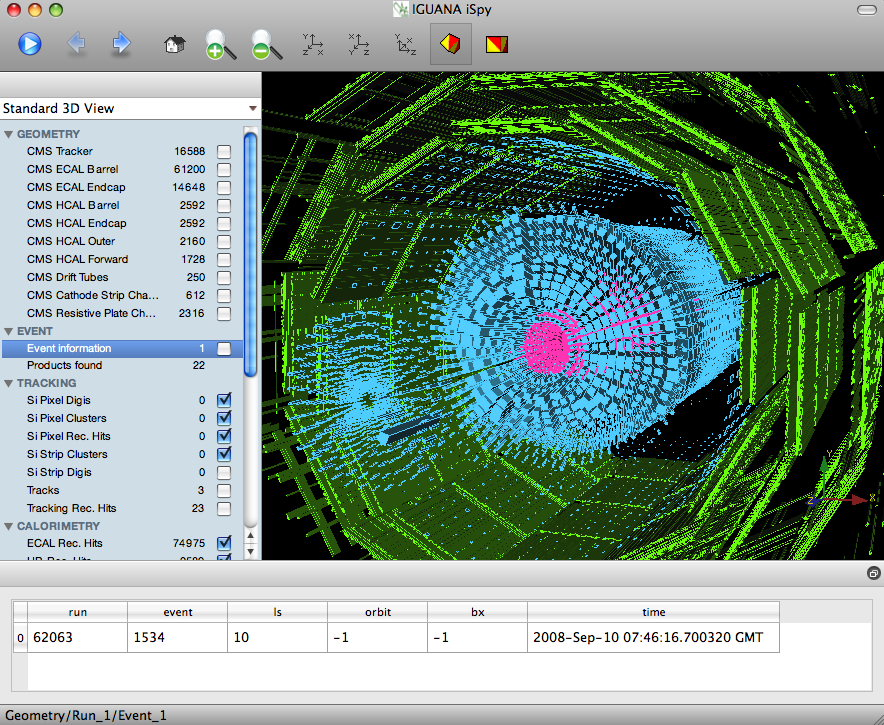 IGUANA iSpy
Standard 3D View
GEOMETRY
CMS Tracker 16588
CMS ECAL Barrel 61200
CMS ECAL Endcap 14648
CMS HCAL Barrel 2592
CMS HCAL Endcap 2592
CMS HCAL Outer 2160
CMS HCAL Forward 1728
CMS Drift Tubes 250
CMS Cathode Strip Cha... 612
CMS Resistive Plate Ch... 2316
EVENT
Event information 1
Products found 22
TRACKING
Si Pixel Digis 0
Si Pixel Clusters 0
Si Pixel Rec. Hits 0
Si Strip Clusters 0
Si Strip Digis 0
Tracks 3
Tracking Rec. Hits 23
CALORIMETRY
ECAL Rec. Hits 74975
run event ls orbit bx time
0 62063 1534 10 -1 -1 2008-Sep-10 07:46:16.700320 GMT
Geometry/Run_1/Event_1